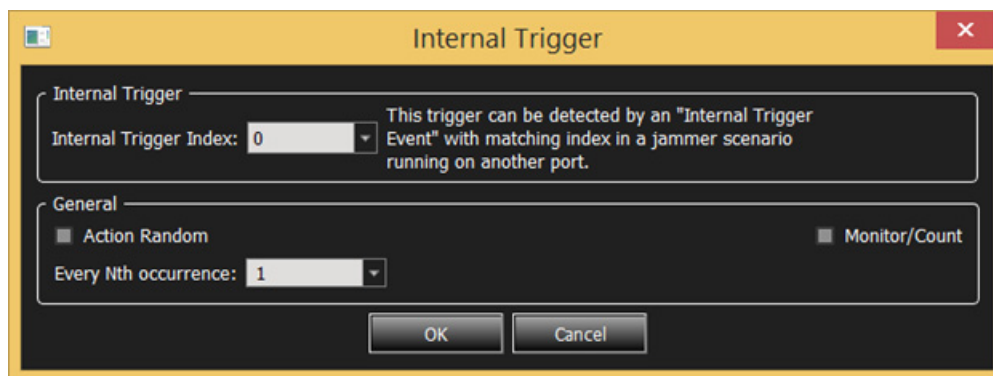 Internal Trigger
Internal Trigger
Internal Trigger Index: 0
This trigger can be detected by an "Internal Trigger
Event" with matching index in a jammer scenario
running on another port.
General
Action Random
Monitor/Count
Every Nth occurrence: 1
OK
Cancel